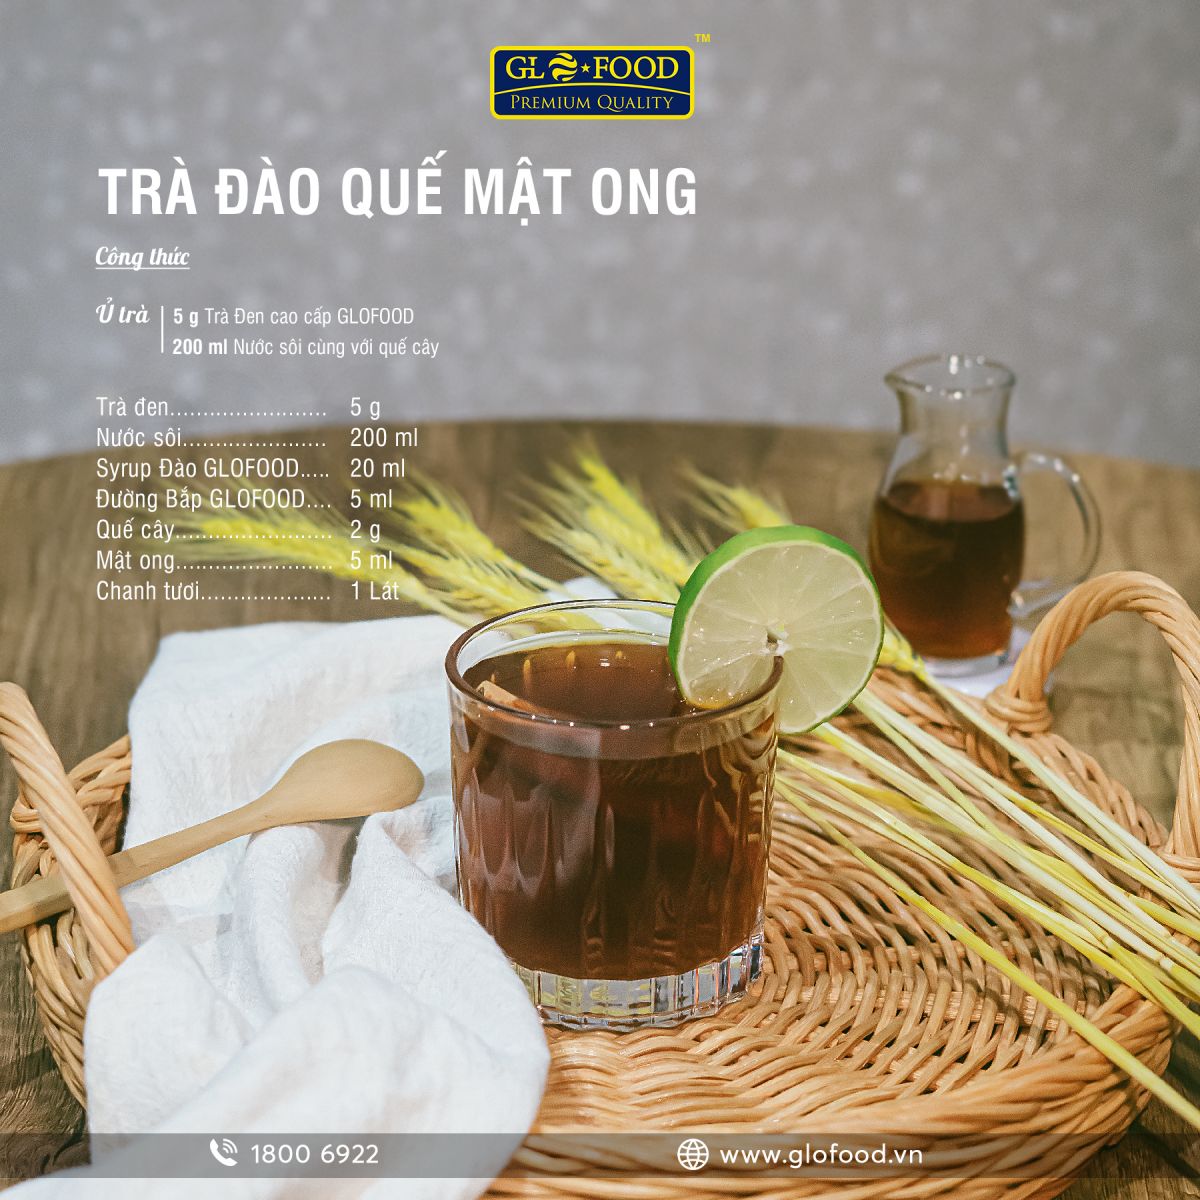 TM
GLOFOOD
PREMIUM QUALITY
TRÀ ĐÀO QUẾ MẬT ONG
Công thức
Ủ trà
5 g Trà Đen cao cấp GLOFOOD
200 ml Nước sôi cùng với quế cây
Trà đen........................ 5 g
Nước sôi...................... 200 ml
Syrup Đào GLOFOOD..... 20 ml
Đường Bắp GLOFOOD.... 5 ml
Quế cây........................ 2 g
Mật ong........................ 5 ml
Chanh tươi.................... 1 Lát
1800 6922
www.glofood.vn